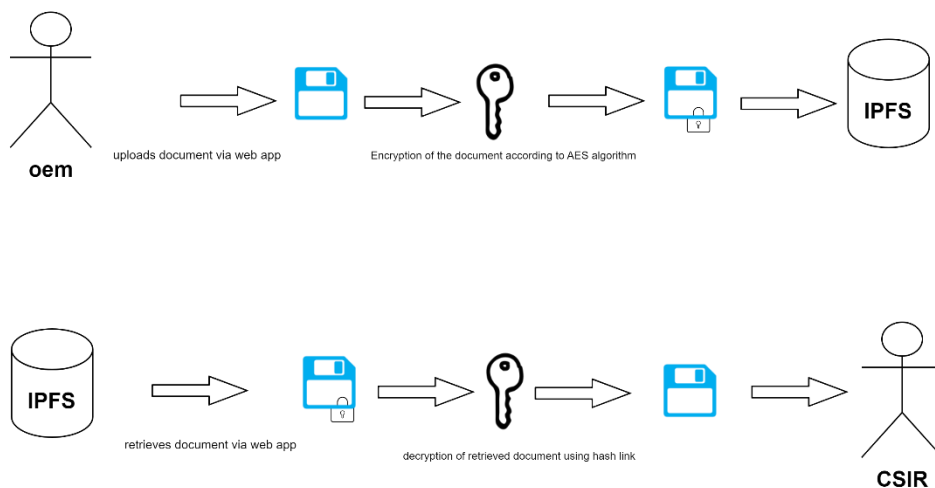 IPFS
uploads document via web app
Encryption of the document according to AES algorithm
oem
IPFS
retrieves document via web app
decryption of retrieved document using hash link
CSIR